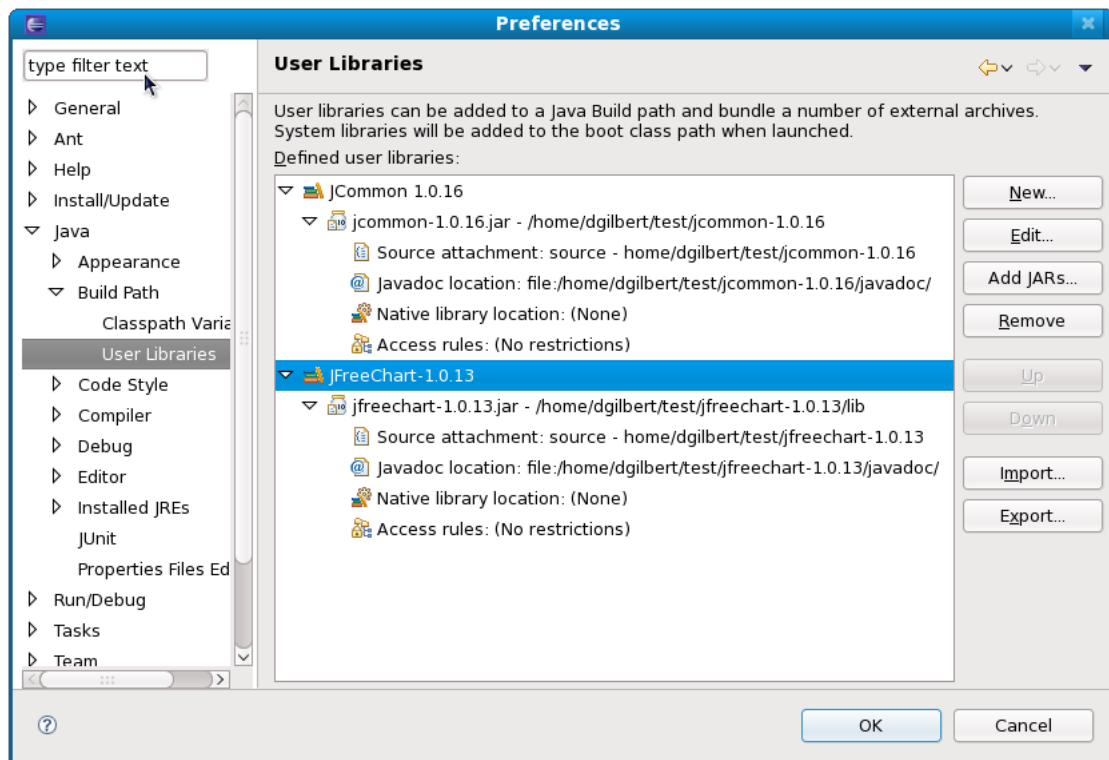 Preferences
type filter text
General
Ant
Help
Install/Update
Java
Appearance
Build Path
Classpath Varia
User Libraries
Code Style
Compiler
Debug
Editor
Installed JREs
JUnit
Properties Files Ed
Run/Debug
Tasks
Team
User Libraries
User libraries can be added to a Java Build path and bundle a number of external archives.
System libraries will be added to the boot class path when launched.
Defined user libraries:
JCommon 1.0.16
jcommon-1.0.16.jar - /home/dgilbert/test/jcommon-1.0.16
Source attachment: source - home/dgilbert/test/jcommon-1.0.16
Javadoc location: file:/home/dgilbert/test/jcommon-1.0.16/javadoc/
Native library location: (None)
Access rules: (No restrictions)
JFreeChart-1.0.13
jfreechart-1.0.13.jar - /home/dgilbert/test/jfreechart-1.0.13/lib
Source attachment: source - home/dgilbert/test/jfreechart-1.0.13
Javadoc location: file:/home/dgilbert/test/jfreechart-1.0.13/javadoc/
Native library location: (None)
Access rules: (No restrictions)
New...
Edit...
Add JARs...
Remove
Up
Down
Import...
Export...
OK
Cancel